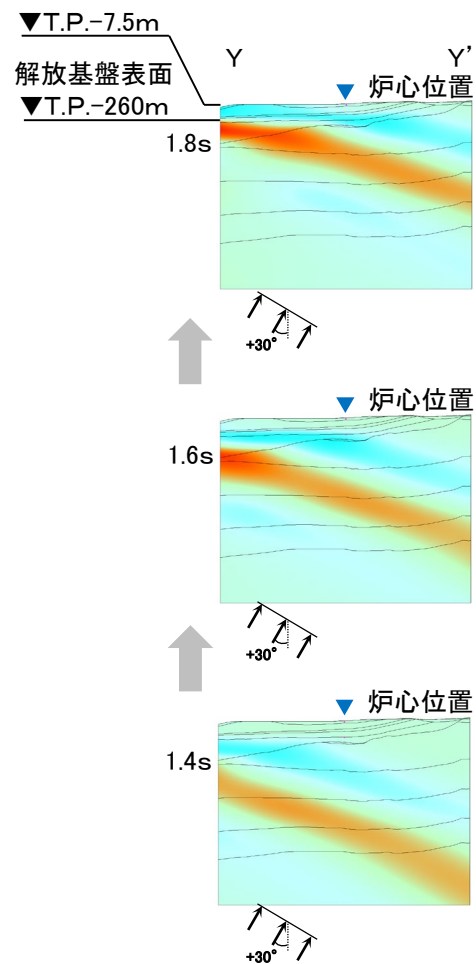 ▼T.P.-7.5m
Y Y'
解放基盤表面
▼炉心位置
▼T.P.-260m
1.8s
+30°
▼炉心位置
1.6s
+30°
▼炉心位置
1.4s
+30°